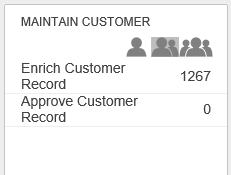 MAINTAIN CUSTOMER
Enrich Customer
Record 1267
Approve Customer
Record 0